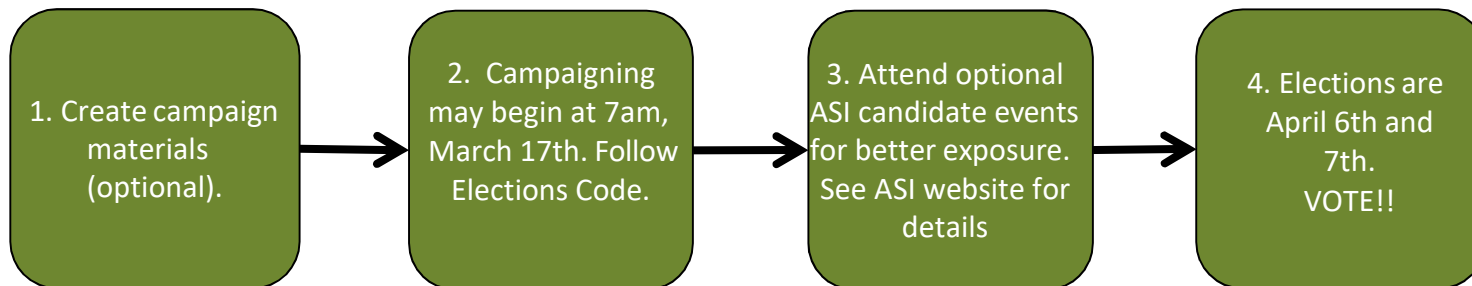 1. Create campaign
materials
(optional).
2. Campaigning
may begin at 7am,
March 17th. Follow
Elections Code.
3. Attend optional
ASI candidate events
for better exposure.
See ASI website for
details
4. Elections are
April 6th and
7th.
VOTE!!